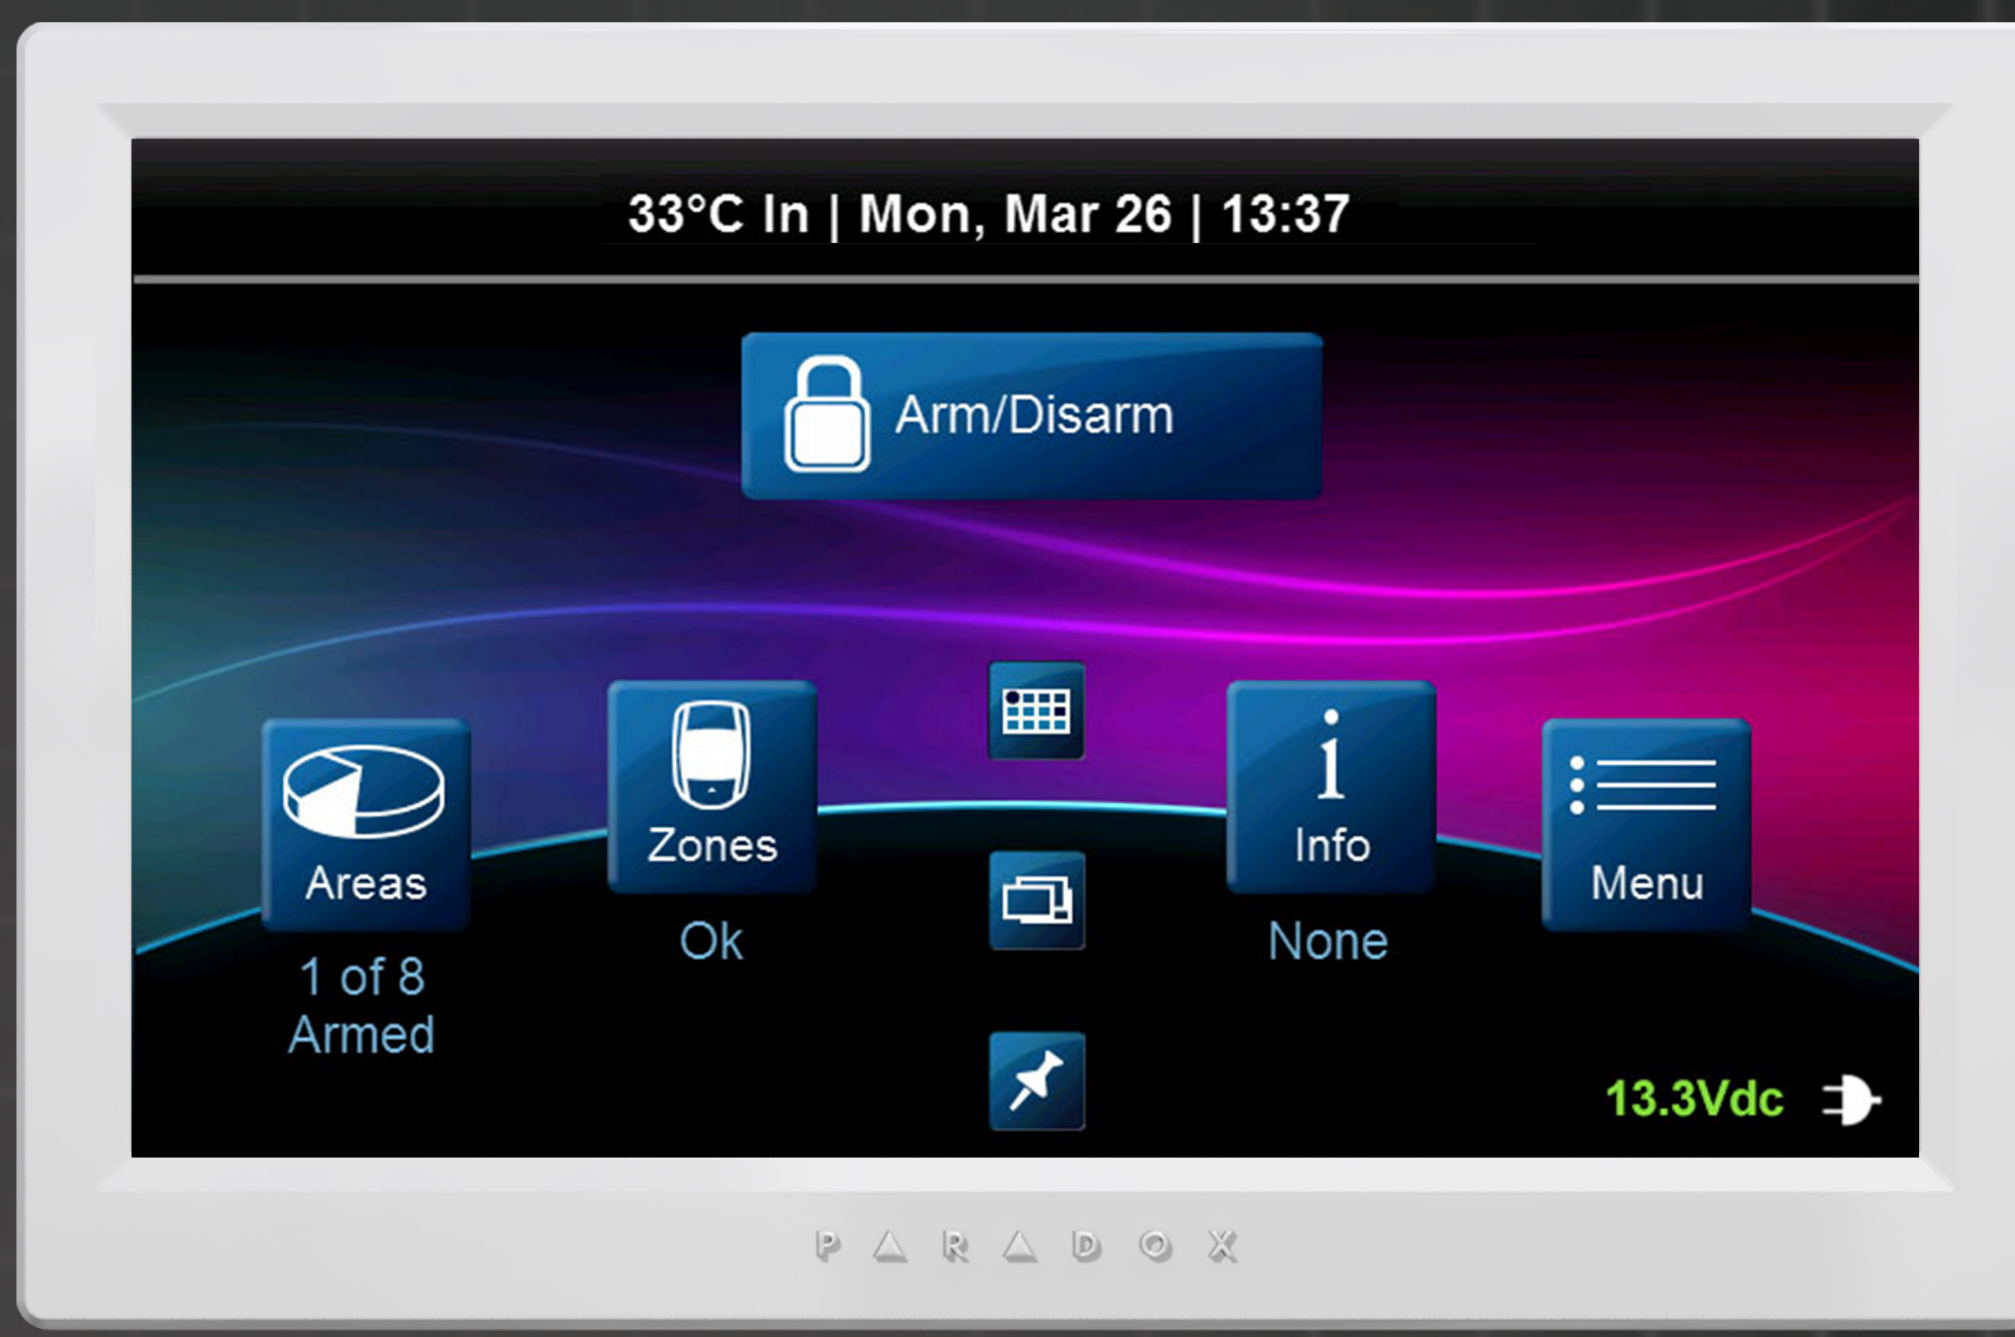 33°C In | Mon, Mar 26 | 13:37
Arm/Disarm
Areas
1 of 8
Armed
Zones
Ok
Info
None
Menu
13.3Vdc
PARADOX